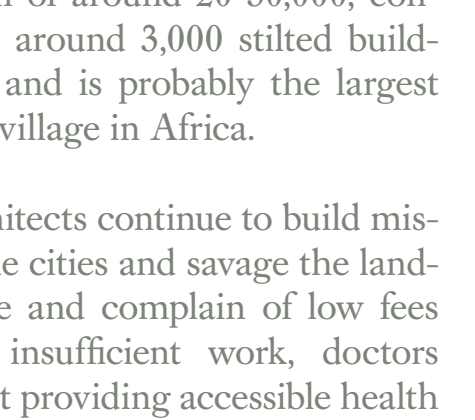 of around 20-30,000, con-
around 3,000 stilted build-
and is probably the largest
village in Africa.
hitects continue to build mis-
e cities and savage the land-
e and complain of low fees
insufficient work, doctors
t providing accessible health